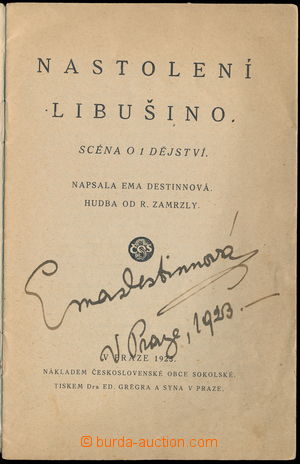 NASTOLENÍ
LIBUŠINO.
SCÉNA O 1 DĚJSTVÍ.
NAPSALA EMA DESTINNOVÁ.
HUDBA OD R. ZAMRZLY.
ČOS
Emadestinnová
V Praze, 1923.
V PRAZE 1923.
NÁKLADEM ČESKOSLOVENSKÉ OBCE SOKOLSKÉ.
TISKEM Dra ED. GRÉGRA A SYNA V PRAZE.
© burda-auction.com